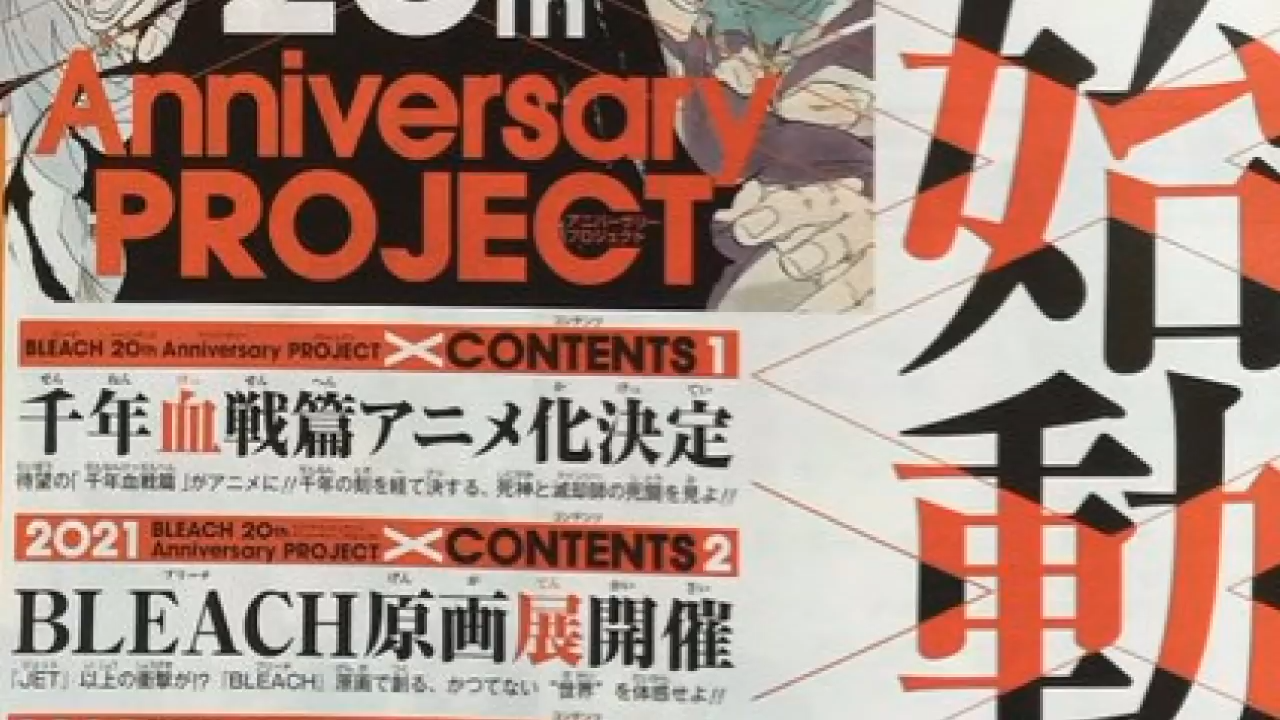 20th
Anniversary
PROJECT
アニバーサリー
プロジェクト
始動
BLEACH 20th Anniversary PROJECT×CONTENTS 1
千年血戦篇アニメ化決定
待望の「千年血戦篇」がアニメに!!千年の刻を経て決する、死神と滅却師の死闘を見よ!!
2021 BLEACH 20th
Anniversary PROJECT×CONTENTS 2
BLEACH原画展開催
『JET』以上の衝撃が!?『BLEACH』原画で創る、かつてない“世界”を体感せよ!!